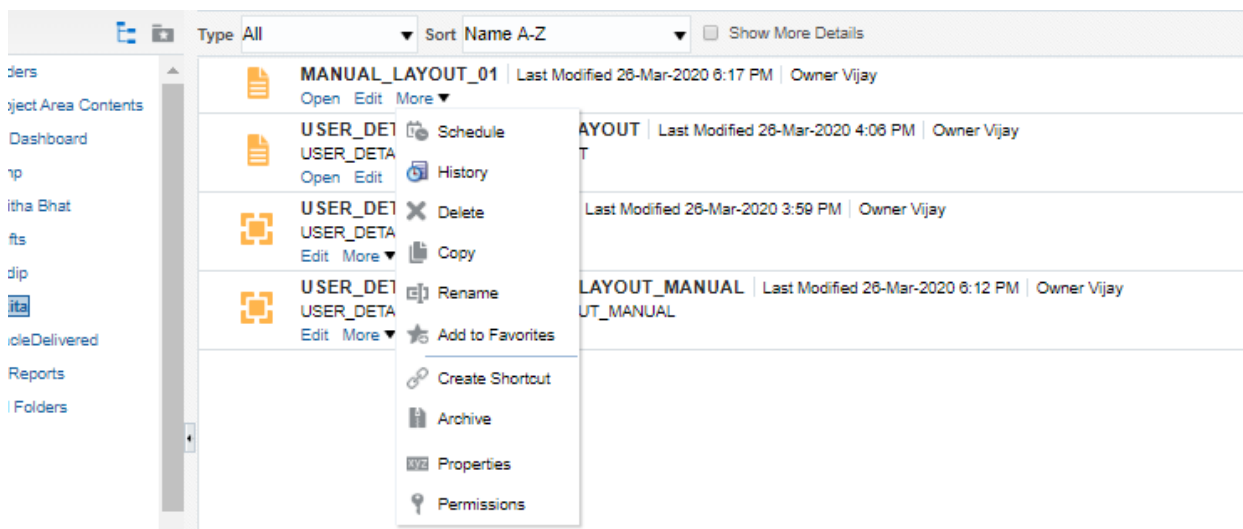 Type All Sort Name A-Z Show More Details
ders
oject Area Contents
Dashboard
mp
itha Bhat
fts
dip
ita
cleDelivered
Reports
Folders
MANUAL_LAYOUT_01 Last Modified 26-Mar-2020 6:17 PM Owner Vijay
Open Edit More
USER_DET AYOUT Last Modified 26-Mar-2020 4:06 PM Owner Vijay
USER_DETA T
Open Edit
USER_DET Last Modified 26-Mar-2020 3:59 PM Owner Vijay
USER_DETA
Edit More
USER_DET LAYOUT_MANUAL Last Modified 26-Mar-2020 6:12 PM Owner Vijay
USER_DETA UT_MANUAL
Edit More
Schedule
History
Delete
Copy
Rename
Add to Favorites
Create Shortcut
Archive
xyz Properties
Permissions